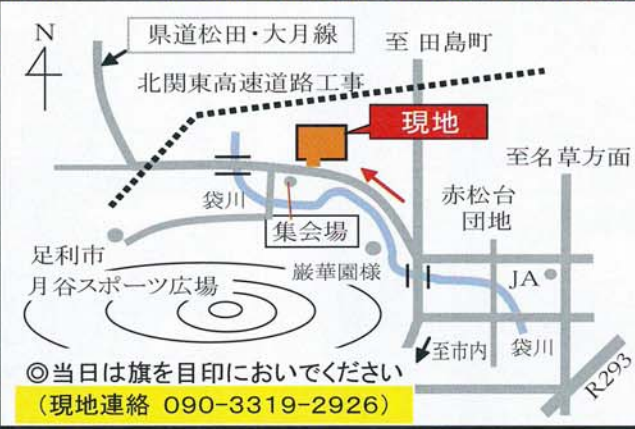 N
県道松田・大月線
至 田島町
北関東高速道路工事
現地
至名草方面
赤松台
団地
袋川
集会場
足利市
月谷スポーツ広場
巌華園様
JA
至市内
袋川
R293
◎当日は旗を目印においでください
（現地連絡 090-3319-2926）